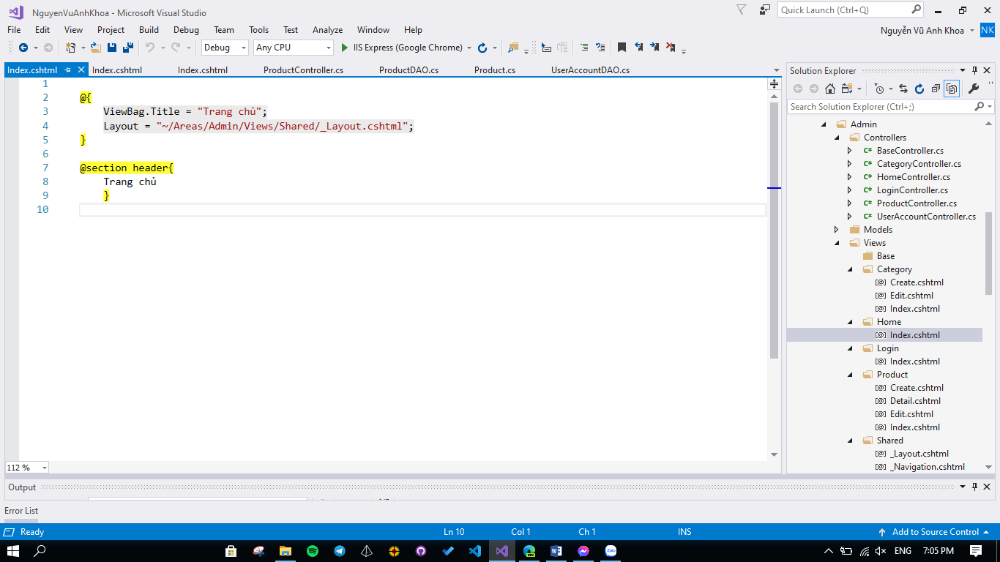 NguyenVuAnhKhoa - Microsoft Visual Studio
Quick Launch (Ctrl+Q)
File Edit View Project Build Debug Team Tools Test Analyze Window Help
Nguyễn Vũ Anh Khoa NK
Debug Any CPU IIS Express (Google Chrome)
Index.cshtml Index.cshtml Index.cshtml ProductController.cs ProductDAO.cs Product.cs UserAccountDAO.cs
1
2 @{
3 ViewBag.Title = "Trang chủ";
4 Layout = "~/Areas/Admin/Views/Shared/_Layout.cshtml";
5 }
6
7 @section header{
8 Trang chủ
9 }
10
112 %
Solution Explorer
Search Solution Explorer (Ctrl+;)
Admin
Controllers
C# BaseController.cs
C# CategoryController.cs
C# HomeController.cs
C# LoginController.cs
C# ProductController.cs
C# UserAccountController.cs
Models
Views
Base
Category
[@] Create.cshtml
[@] Edit.cshtml
[@] Index.cshtml
Home
[@] Index.cshtml
Login
[@] Index.cshtml
Product
[@] Create.cshtml
[@] Detail.cshtml
[@] Edit.cshtml
[@] Index.cshtml
Shared
[@] _Layout.cshtml
[@] _Navigation.cshtml
Output
Error List
Ready Ln 10 Col 1 Ch 1 INS Add to Source Control
DEV Zalo ENG 7:05 PM